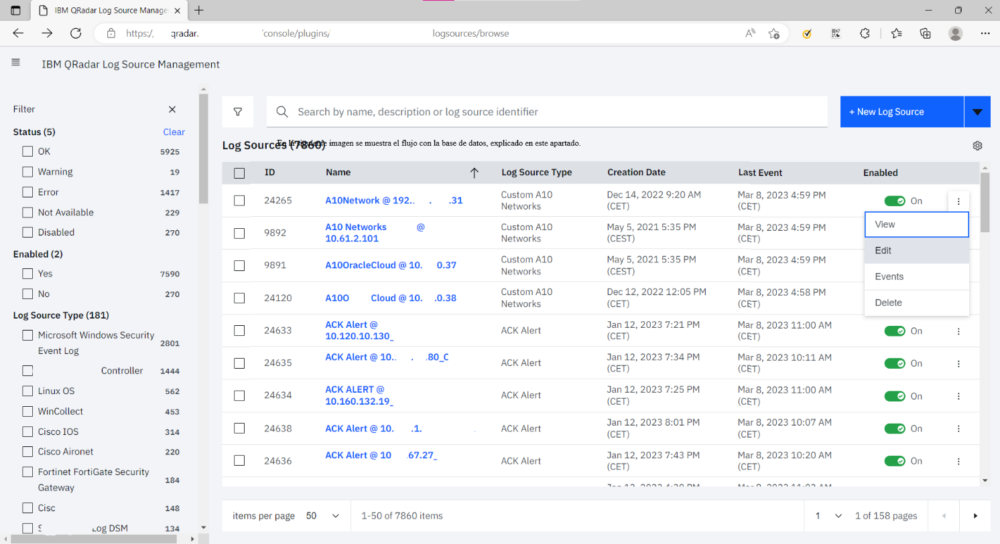 IBM QRadar Log Source Manage
https:/.
qradar.
/console/plugins/
logsources/browse
IBM QRadar Log Source Management
Filter
Status (5)
Clear
OK 5925
Warning 19
Error 1417
Not Available 229
Disabled 270
Enabled (2)
Yes 7590
No 270
Log Source Type (181)
Microsoft Windows Security
Event Log
2801
Controller 1444
Linux OS 562
WinCollect 453
Cisco IOS 314
Cisco Aironet 220
Fortinet FortiGate Security
Gateway
184
Cisc 148
Log DSM 134
Search by name, description or log source identifier
+ New Log Source
Log Sources (7860)
En la siguiente imagen se muestra el flujo con la base de datos, explicado en este apartado.
ID Name Log Source Type Creation Date Last Event Enabled
24265 A10Network @ 192.. . .31 Custom A10 Dec 14, 2022 9:20 AM Mar 8, 2023 4:59 PM On
Networks (CET) (CET)
9892 A10 Networks @ Custom A10 May 5, 2021 5:35 PM Mar 8, 2023 4:59 PM
10.61.2.101 Networks (CEST) (CET)
9891 A10OracleCloud @ 10. 0.37 Custom A10 May 5, 2021 5:35 PM Mar 8, 2023 4:59 PM
Networks (CEST) (CET)
24120 A10O Cloud @ 10. .0.38 Custom A10 Dec 12, 2022 12:05 PM Mar 8, 2023 4:58 PM
Networks (CET) (CET)
View
Edit
Events
Delete
24633 ACK Alert @ ACK Alert Jan 12, 2023 7:21 PM Mar 8, 2023 11:00 AM On
10.120.10.130_ (CET) (CET)
24635 ACK Alert @ 10.. . .80_C ACK Alert Jan 12, 2023 7:34 PM Mar 8, 2023 10:11 AM On
(CET) (CET)
24634 ACK ALERT @ ACK Alert Jan 12, 2023 7:25 PM Mar 8, 2023 11:00 AM On
10.160.132.19_ (CET) (CET)
24638 ACK Alert @ 10. .1. ACK Alert Jan 12, 2023 8:01 PM Mar 8, 2023 10:07 AM On
(CET) (CET)
24636 ACK Alert @ 10 .67.27_ ACK Alert Jan 12, 2023 7:43 PM Mar 8, 2023 10:20 AM On
(CET) (CET)
items per page 50 1-50 of 7860 items 1 1 of 158 pages